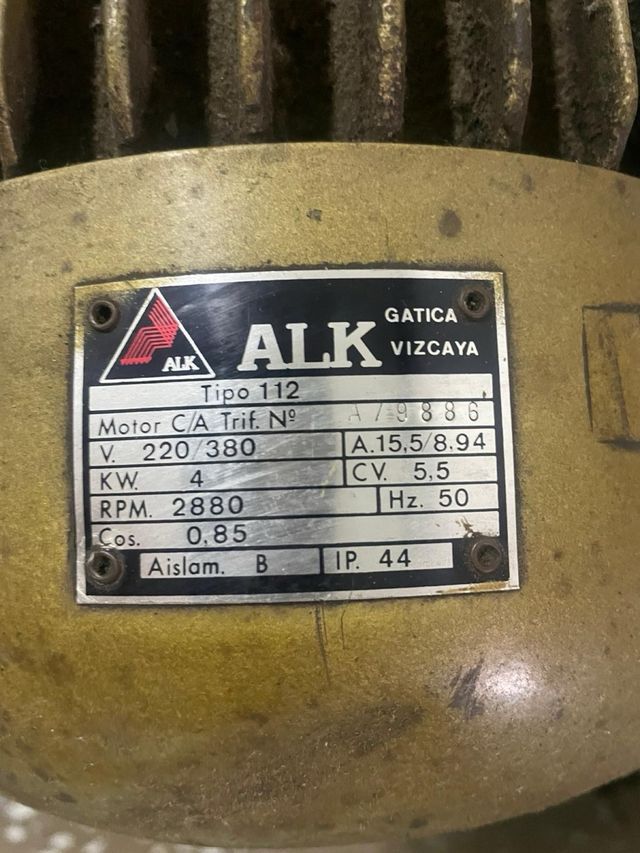 ALK
ALK
GATICA
VIZCAYA
Tipo 112
Motor C/A Trif. Nº A79886
V. 220/380 A. 15,5/8,94
KW. 4 CV. 5,5
RPM. 2880 Hz. 50
Cos. 0,85
Aislam. B IP. 44